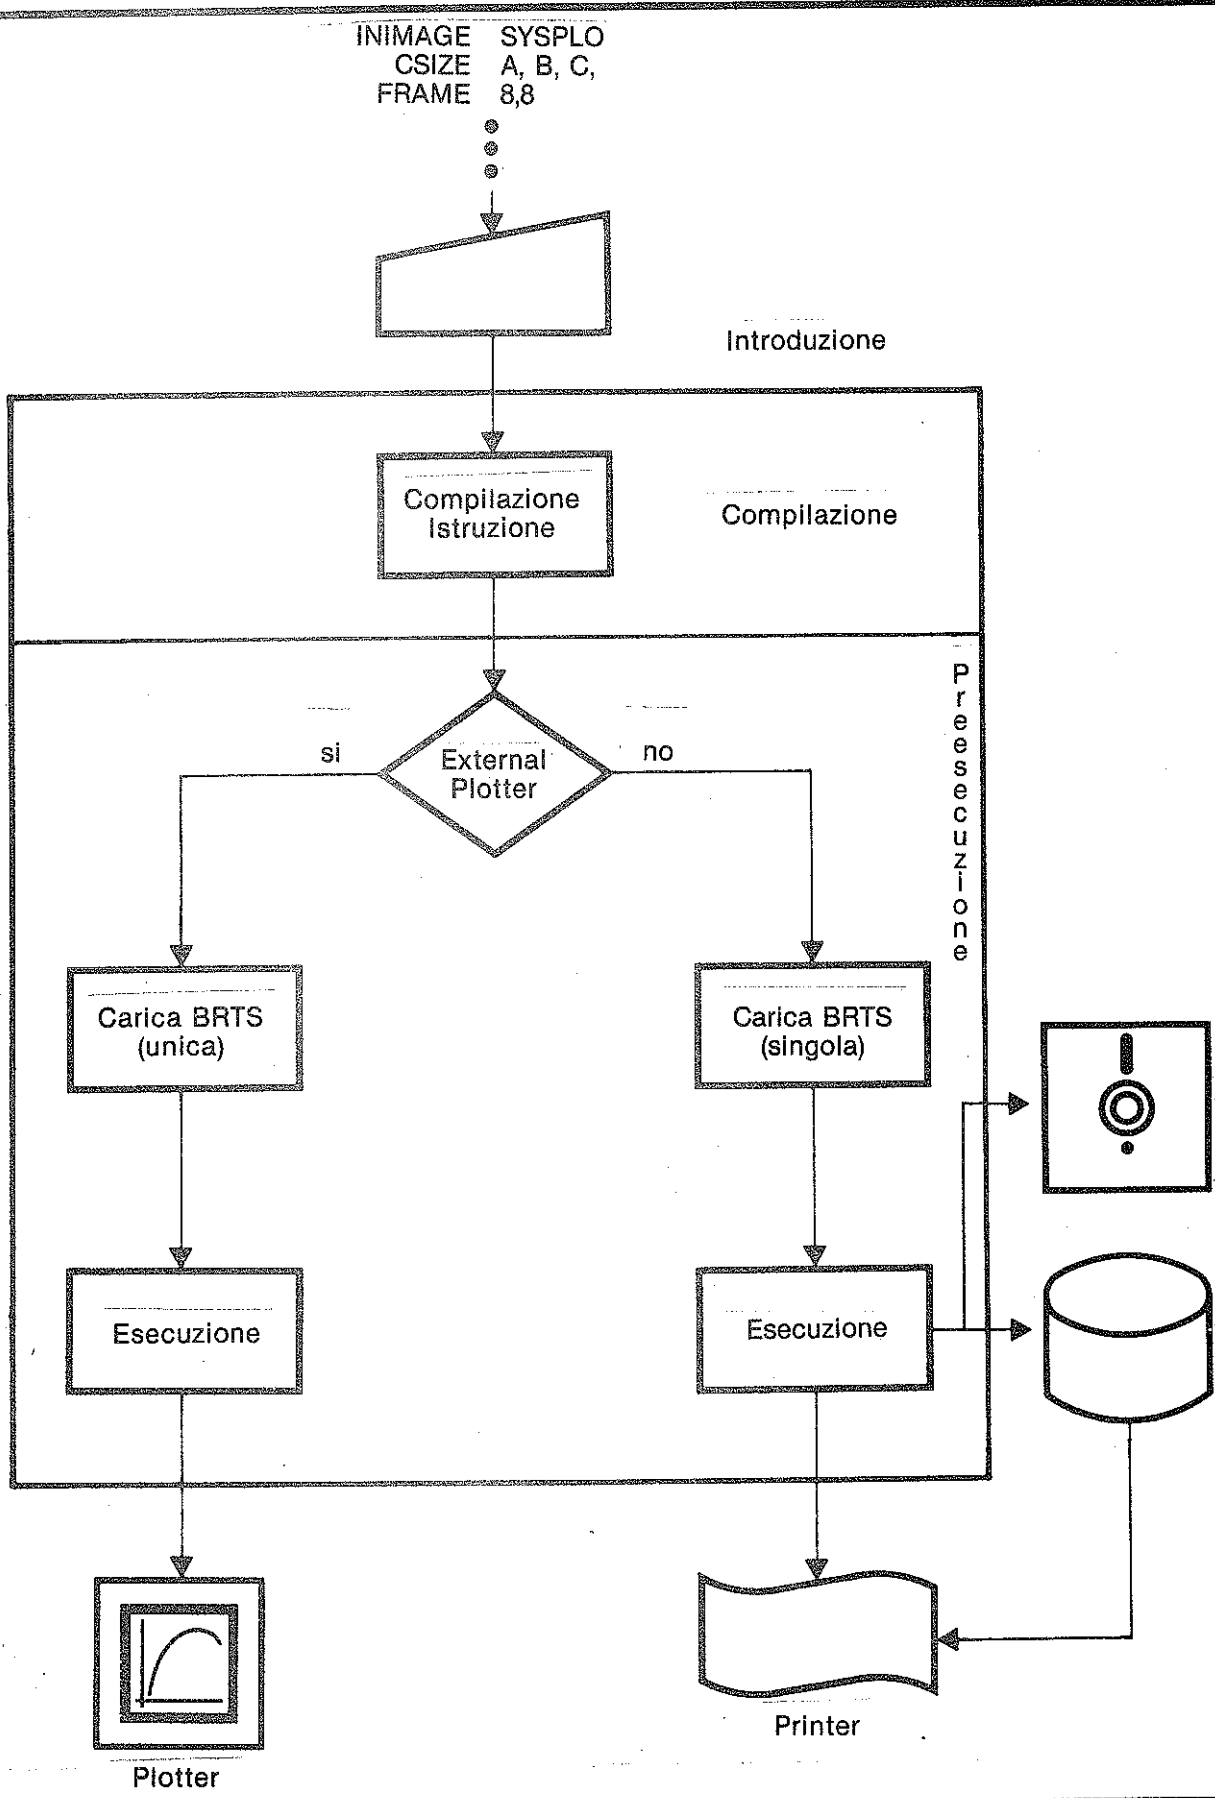 INIMAGE SYSPLO
CSIZE A, B, C,
FRAME 8,8
Introduzione
Compilazione
Istruzione
Compilazione
Preesecuzione
si
External
Plotter
no
Carica BRTS
(unica)
Carica BRTS
(singola)
Esecuzione
Esecuzione
Printer
Plotter